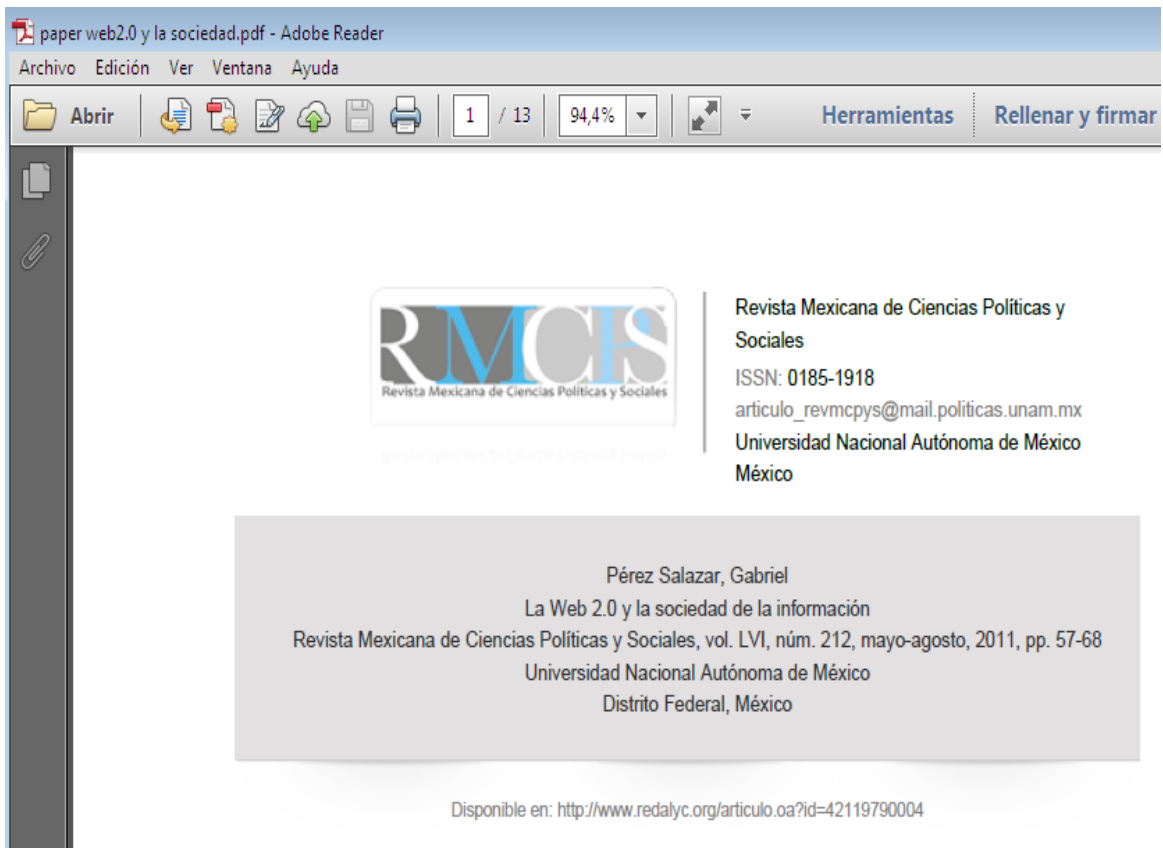 paper web2.0 y la sociedad.pdf - Adobe Reader
Archivo Edición Ver Ventana Ayuda
Abrir 1 / 13 94,4% Herramientas Rellenar y firmar
RMCPS
Revista Mexicana de Ciencias Políticas y Sociales
Revista Mexicana de Ciencias Políticas y
Sociales
ISSN: 0185-1918
articulo_revmcpys@mail.politicas.unam.mx
Universidad Nacional Autónoma de México
México
Pérez Salazar, Gabriel
La Web 2.0 y la sociedad de la información
Revista Mexicana de Ciencias Políticas y Sociales, vol. LVI, núm. 212, mayo-agosto, 2011, pp. 57-68
Universidad Nacional Autónoma de México
Distrito Federal, México
Disponible en: http://www.redalyc.org/articulo.oa?id=42119790004